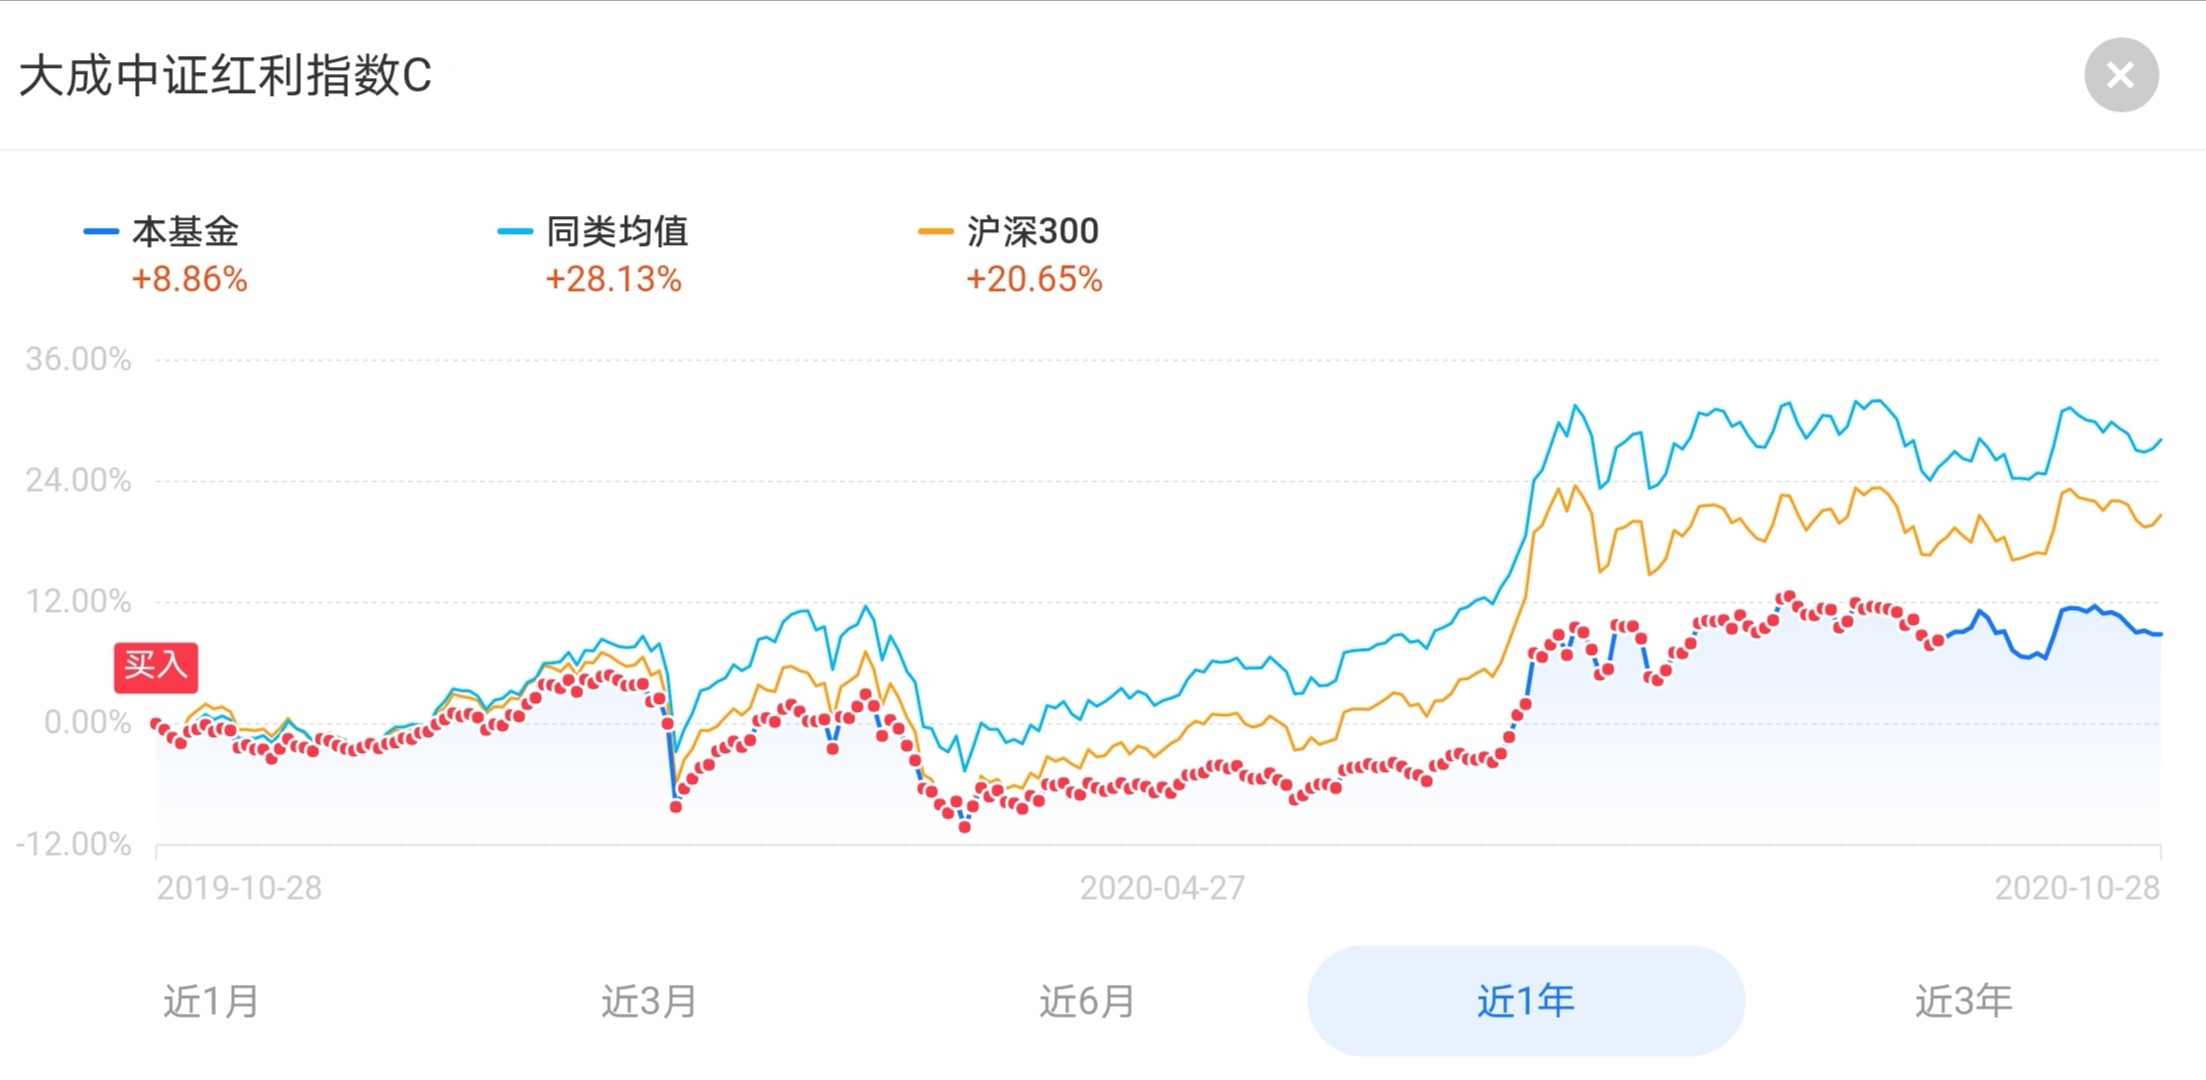 大成中证红利指数C
本基金 同类均值 沪深300
+8.86% +28.13% +20.65%
36.00%
24.00%
12.00%
买入
0.00%
-12.00%
2019-10-28 2020-04-27 2020-10-28
近1月 近3月 近6月 近1年 近3年